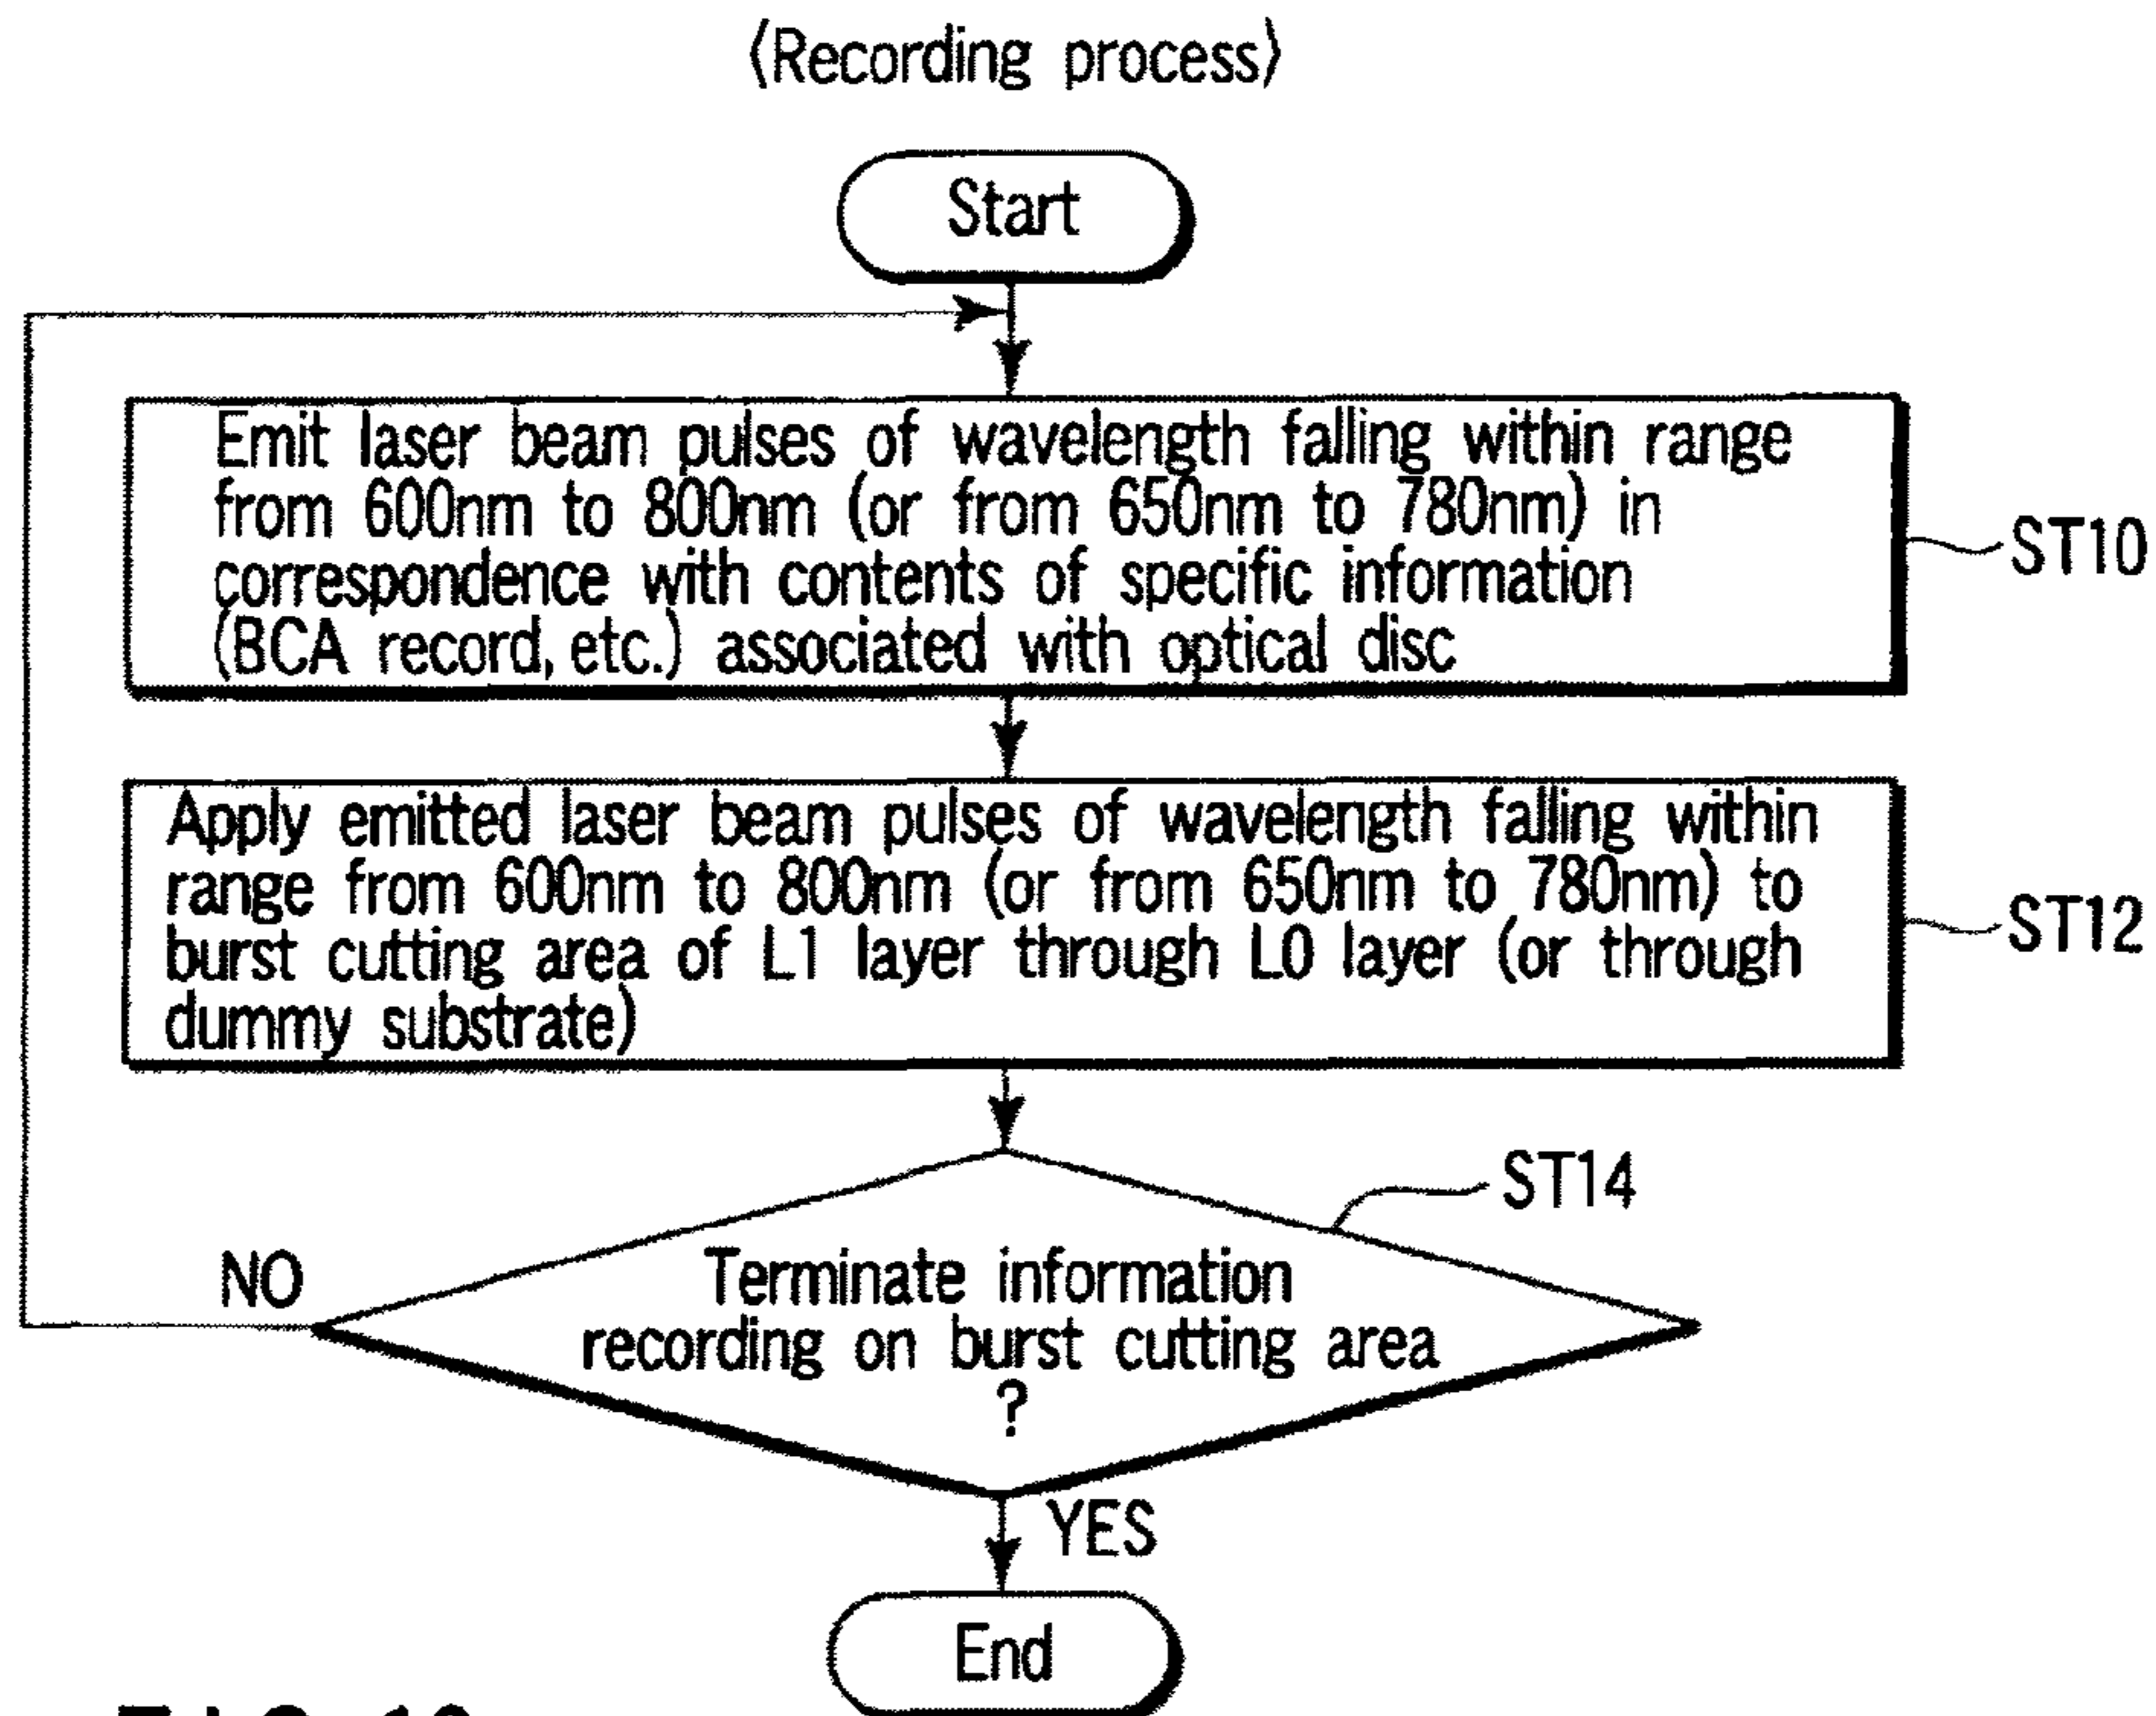 (Recording process)
Start
Emit laser beam pulses of wavelength falling within range
from 600nm to 800nm (or from 650nm to 780nm) in
correspondence with contents of specific information
(BCA record, etc.) associated with optical disc
ST10
Apply emitted laser beam pulses of wavelength falling within
range from 600nm to 800nm (or from 650nm to 780nm) to
burst cutting area of L1 layer through L0 layer (or through
dummy substrate)
ST12
ST14
NO
Terminate information
recording on burst cutting area
?
YES
End